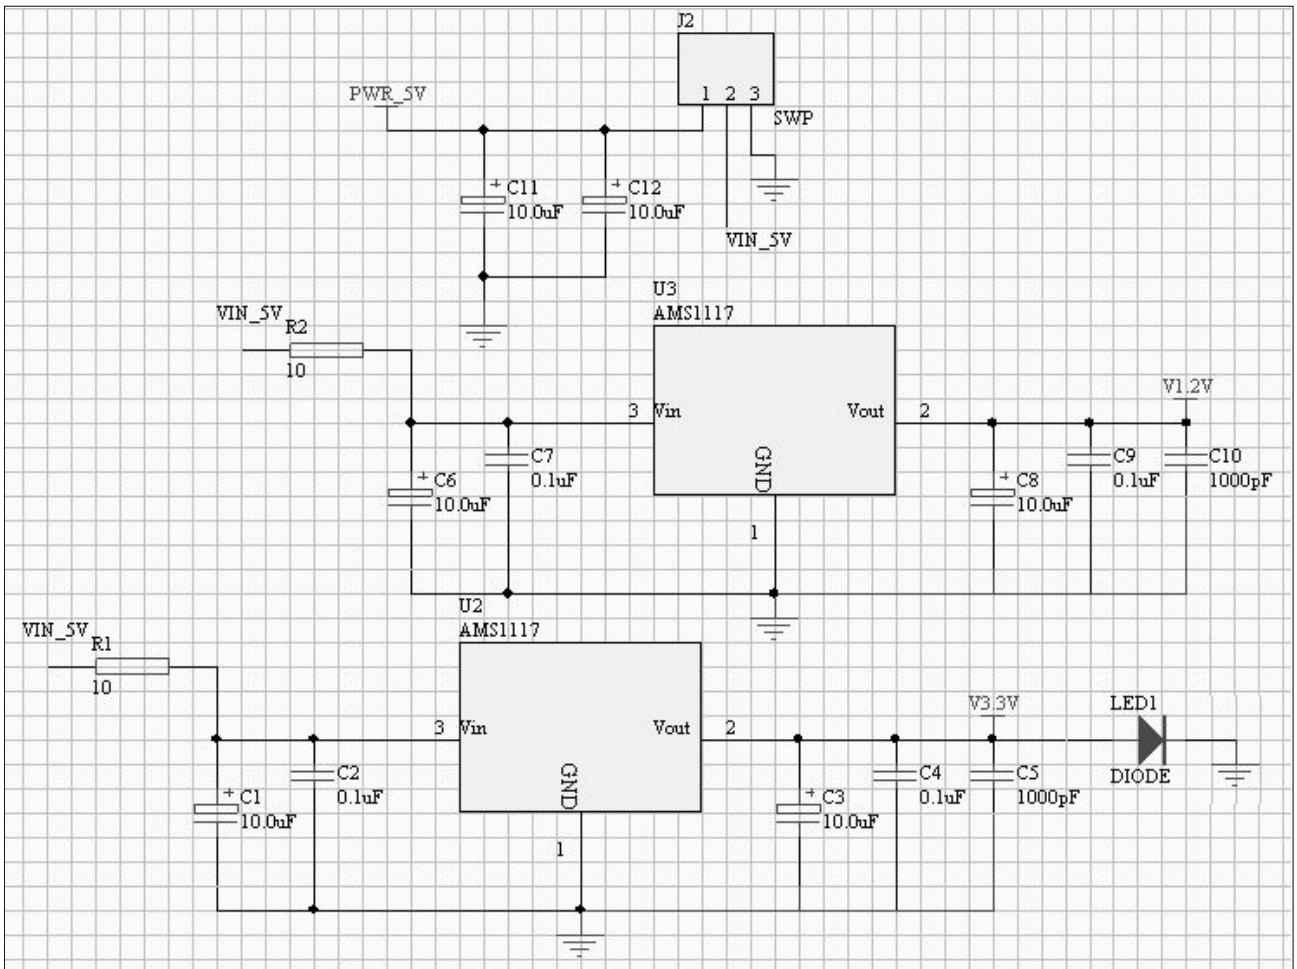 J2
1 2 3
SWP
PWR_5V
+ C11
10.0uF
+ C12
10.0uF
VIN_5V
U3
AMS1117
VIN_5V
R2
10
3 Vin
Vout 2
GND
1
V1.2V
+ C6
10.0uF
C7
0.1uF
+ C8
10.0uF
C9
0.1uF
C10
1000pF
U2
AMS1117
VIN_5V
R1
10
3 Vin
Vout 2
GND
1
V3.3V
LED1
DIODE
+ C1
10.0uF
C2
0.1uF
+ C3
10.0uF
C4
0.1uF
C5
1000pF